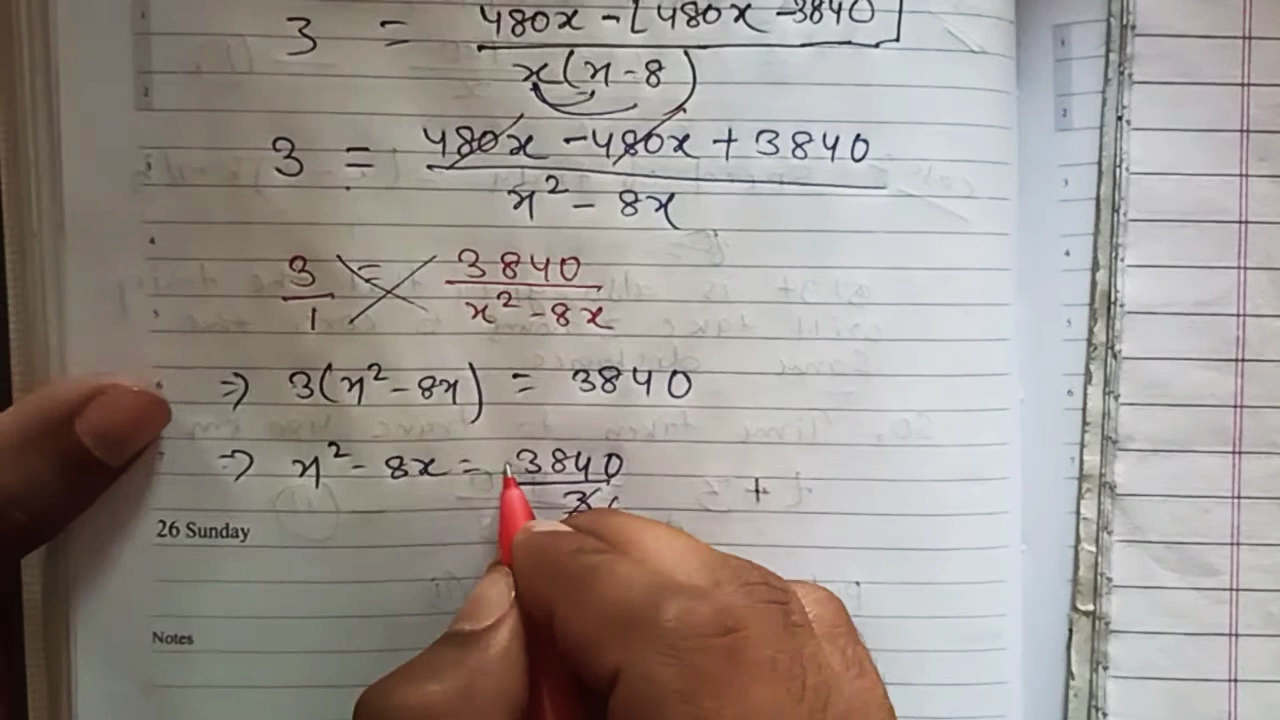 3 = 480x - [480x - 3840]
x(x - 8)
3 = 480x - 480x + 3840
x² - 8x
3 = 3840
1 x² - 8x
⇒ 3(x² - 8x) = 3840
⇒ x² - 8x = 3840
3
26 Sunday
Notes